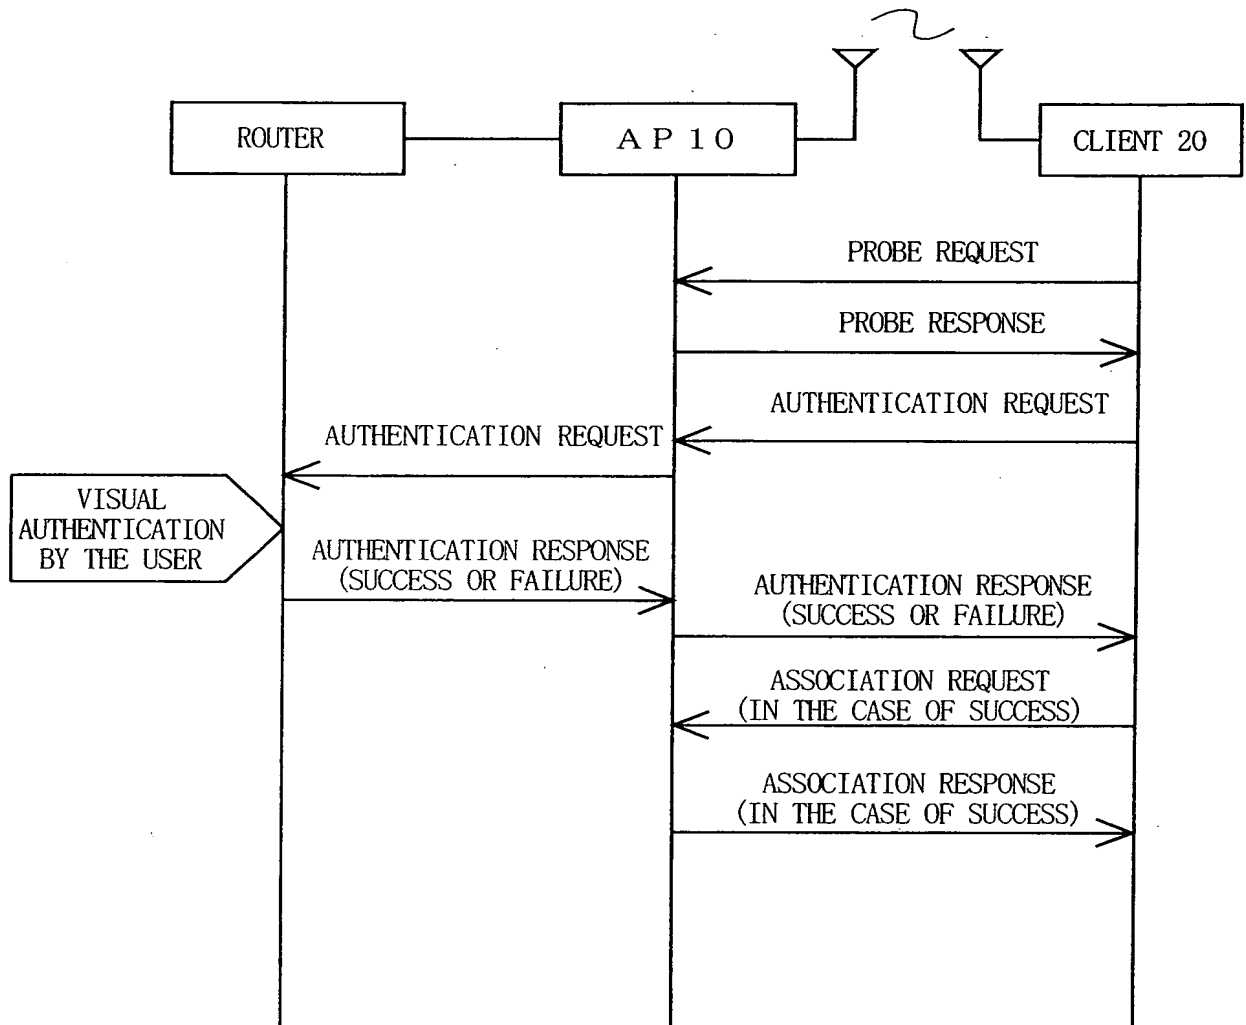 ROUTER
AP10
CLIENT 20
PROBE REQUEST
PROBE RESPONSE
AUTHENTICATION REQUEST
AUTHENTICATION REQUEST
VISUAL
AUTHENTICATION
BY THE USER
AUTHENTICATION RESPONSE
(SUCCESS OR FAILURE)
AUTHENTICATION RESPONSE
(SUCCESS OR FAILURE)
ASSOCIATION REQUEST
(IN THE CASE OF SUCCESS)
ASSOCIATION RESPONSE
(IN THE CASE OF SUCCESS)